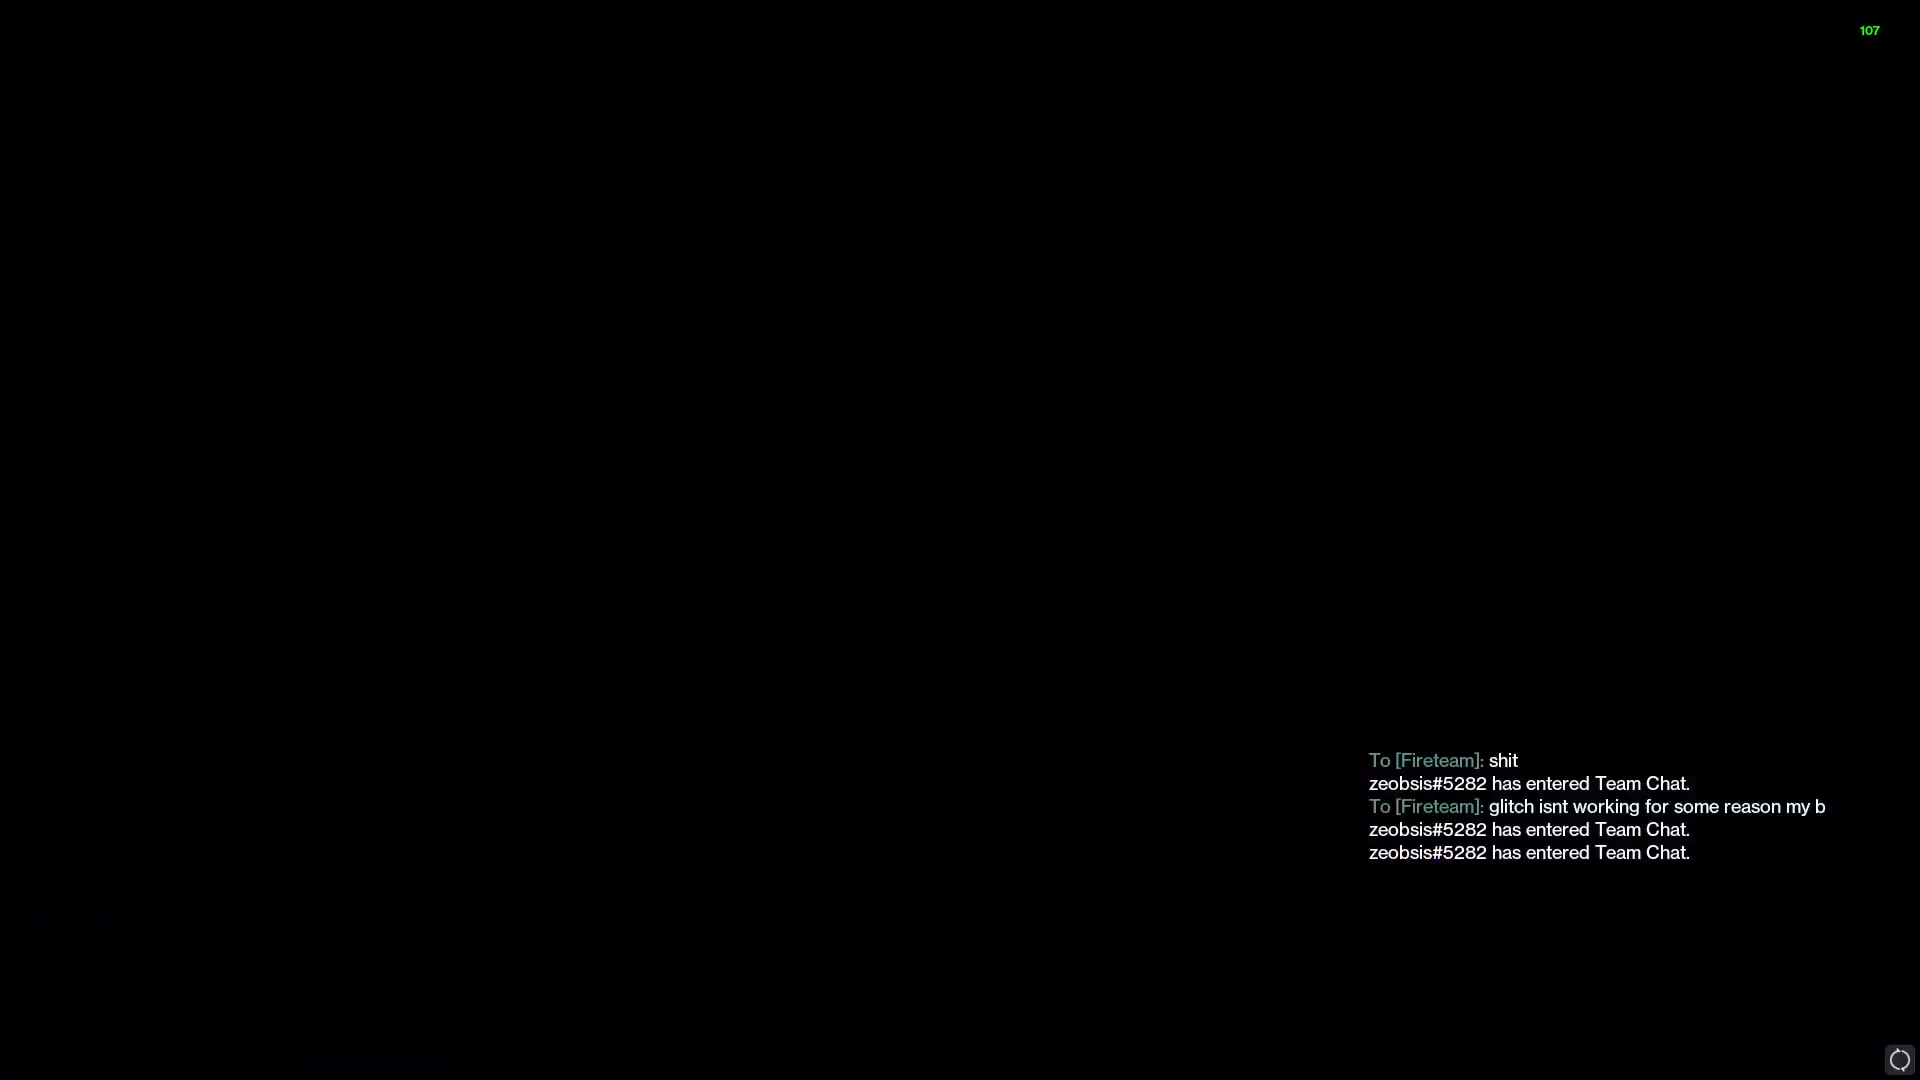 107
To [Fireteam]: shit
zeobsis#5282 has entered Team Chat.
To [Fireteam]: glitch isnt working for some reason my b
zeobsis#5282 has entered Team Chat.
zeobsis#5282 has entered Team Chat.